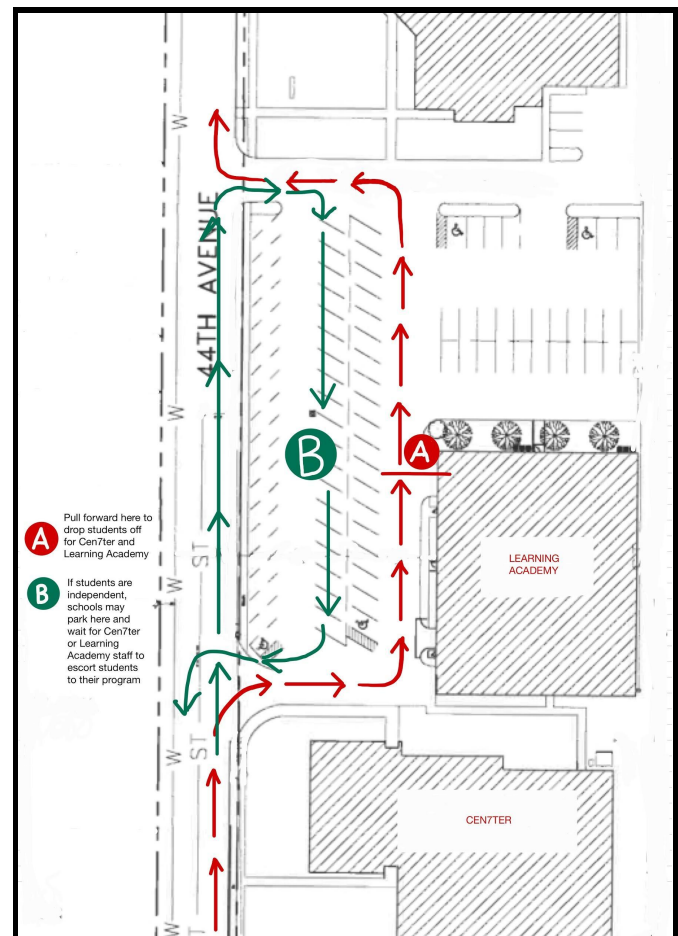 W
44TH AVENUE
W
B
A
A
Pull forward here to
drop students off
for Cen7ter and
Learning Academy
ST
LEARNING
ACADEMY
B
If students are
independent,
schools may
park here and
wait for Cen7ter
or Learning
Academy staff to
escort students
to their program
W
ST
W
CEN7TER
W
T